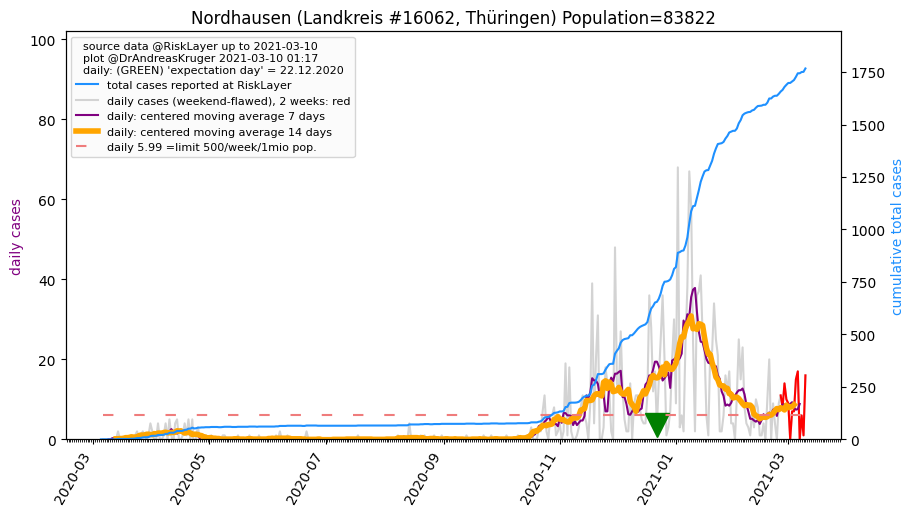 Nordhausen (Landkreis #16062, Thüringen) Population=83822
source data @RiskLayer up to 2021-03-10
plot @DrAndreasKruger 2021-03-10 01:17
daily: (GREEN) 'expectation day' = 22.12.2020
total cases reported at RiskLayer
daily cases (weekend-flawed), 2 weeks: red
daily: centered moving average 7 days
daily: centered moving average 14 days
daily 5.99 =limit 500/week/1mio pop.
daily cases
100
80
60
40
20
0
cumulative total cases
1750
1500
1250
1000
750
500
250
0
2020-03
2020-05
2020-07
2020-09
2020-11
2021-01
2021-03